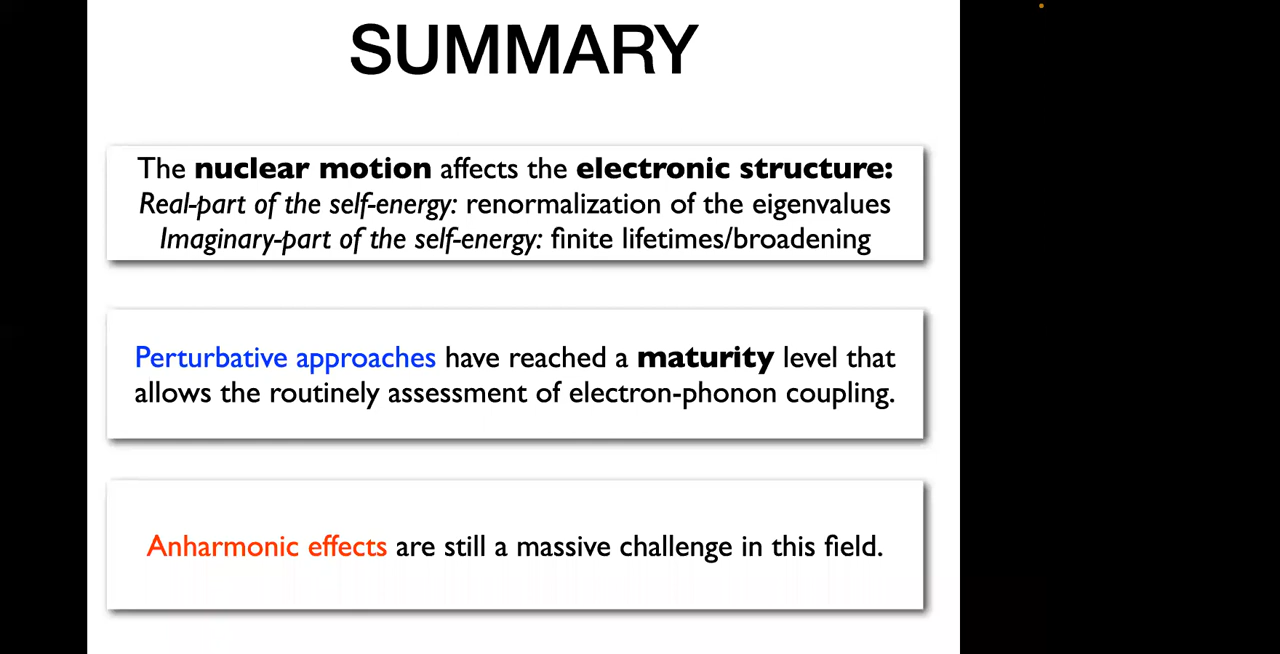 SUMMARY
The nuclear motion affects the electronic structure:
Real-part of the self-energy: renormalization of the eigenvalues
Imaginary-part of the self-energy: finite lifetimes/broadening
Perturbative approaches have reached a maturity level that
allows the routinely assessment of electron-phonon coupling.
Anharmonic effects are still a massive challenge in this field.